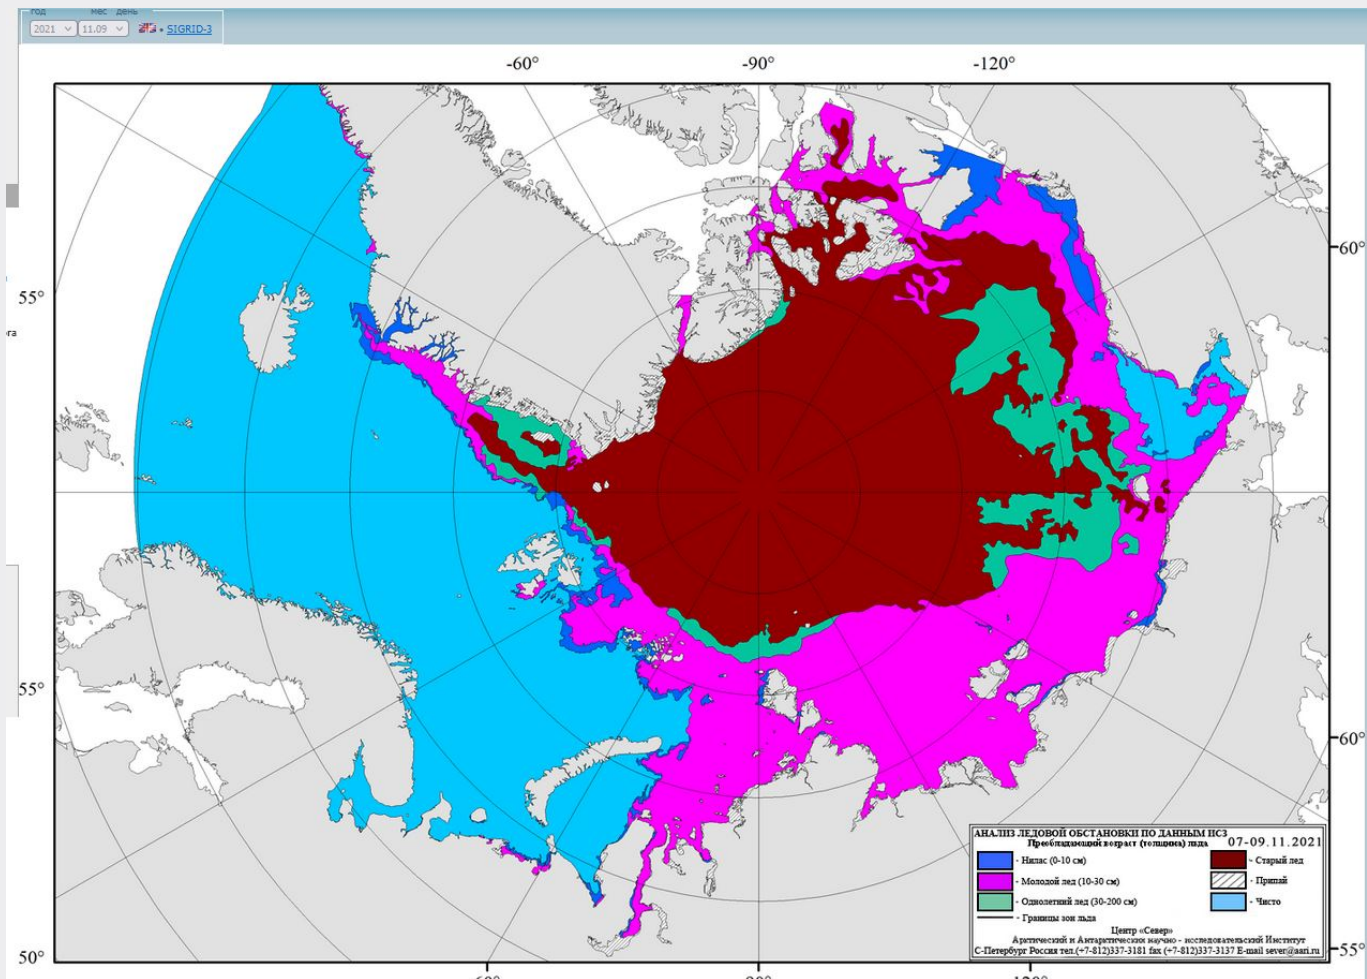 год мес день
2021 11.09 • SIGRID-3
-60° -90° -120°
60°
55°
ra
55°
60°
АНАЛИЗ ЛЕДОВОЙ ОБСТАНОВКИ ПО ДАННЫМ ИСЗ
Преобладающий возраст (толщина) льда 07-09.11.2021
- Нилас (0-10 см) - Старый лед
- Молодой лед (10-30 см) - Припай
- Однолетний лед (30-200 см) - Чисто
- Границы зон льда
Центр «Север»
Арктический и Антарктический научно - исследовательский Институт
С-Петербург Россия тел.(+7-812)337-3181 fax (+7-812)337-3137 E-mail sever@aari.ru
50° 55°